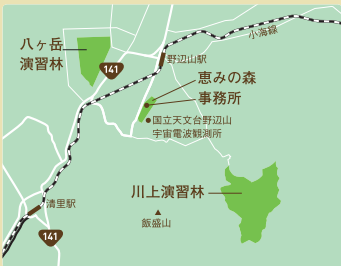 小海線
八ヶ岳
演習林
141
野辺山駅
恵みの森
事務所
国立天文台野辺山
宇宙電波観測所
川上演習林
清里駅
飯盛山
141